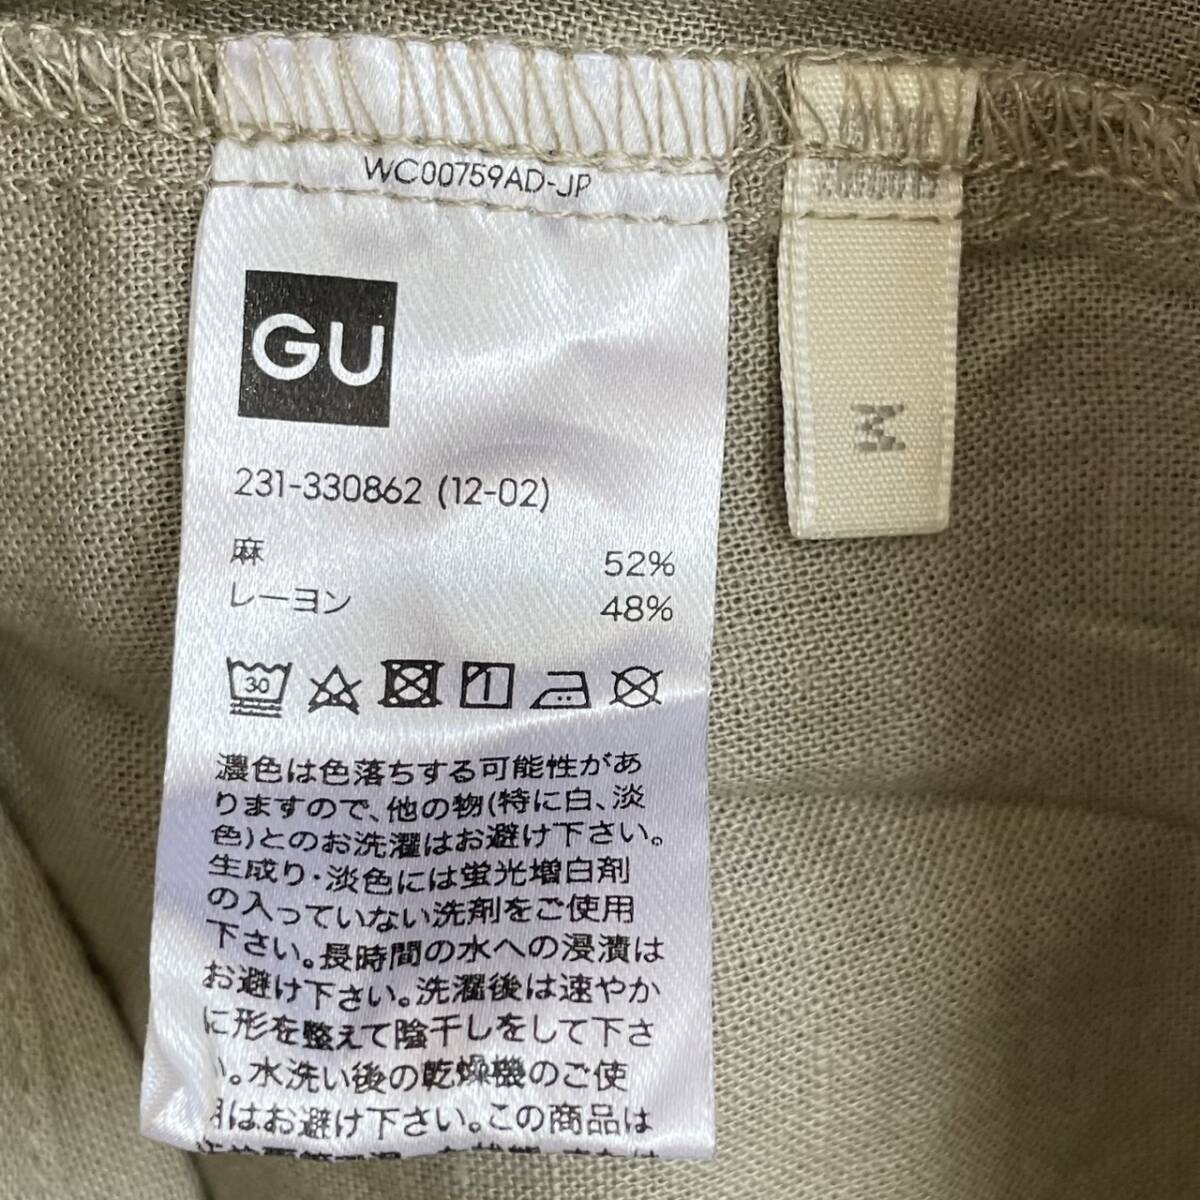 WC00759AD-JP
GU
231-330862 (12-02)
麻 52%
レーヨン 48%
30
濃色は色落ちする可能性があ
りますので、他の物(特に白、淡
色)とのお洗濯はお避け下さい。
生成り・淡色には蛍光増白剤
の入っていない洗剤をご使用
下さい。長時間の水への浸漬は
お避け下さい。洗濯後は速やか
に形を整えて陰干しをして下さ
い。水洗い後の乾燥機のご使
用はお避け下さい。この商品は
M